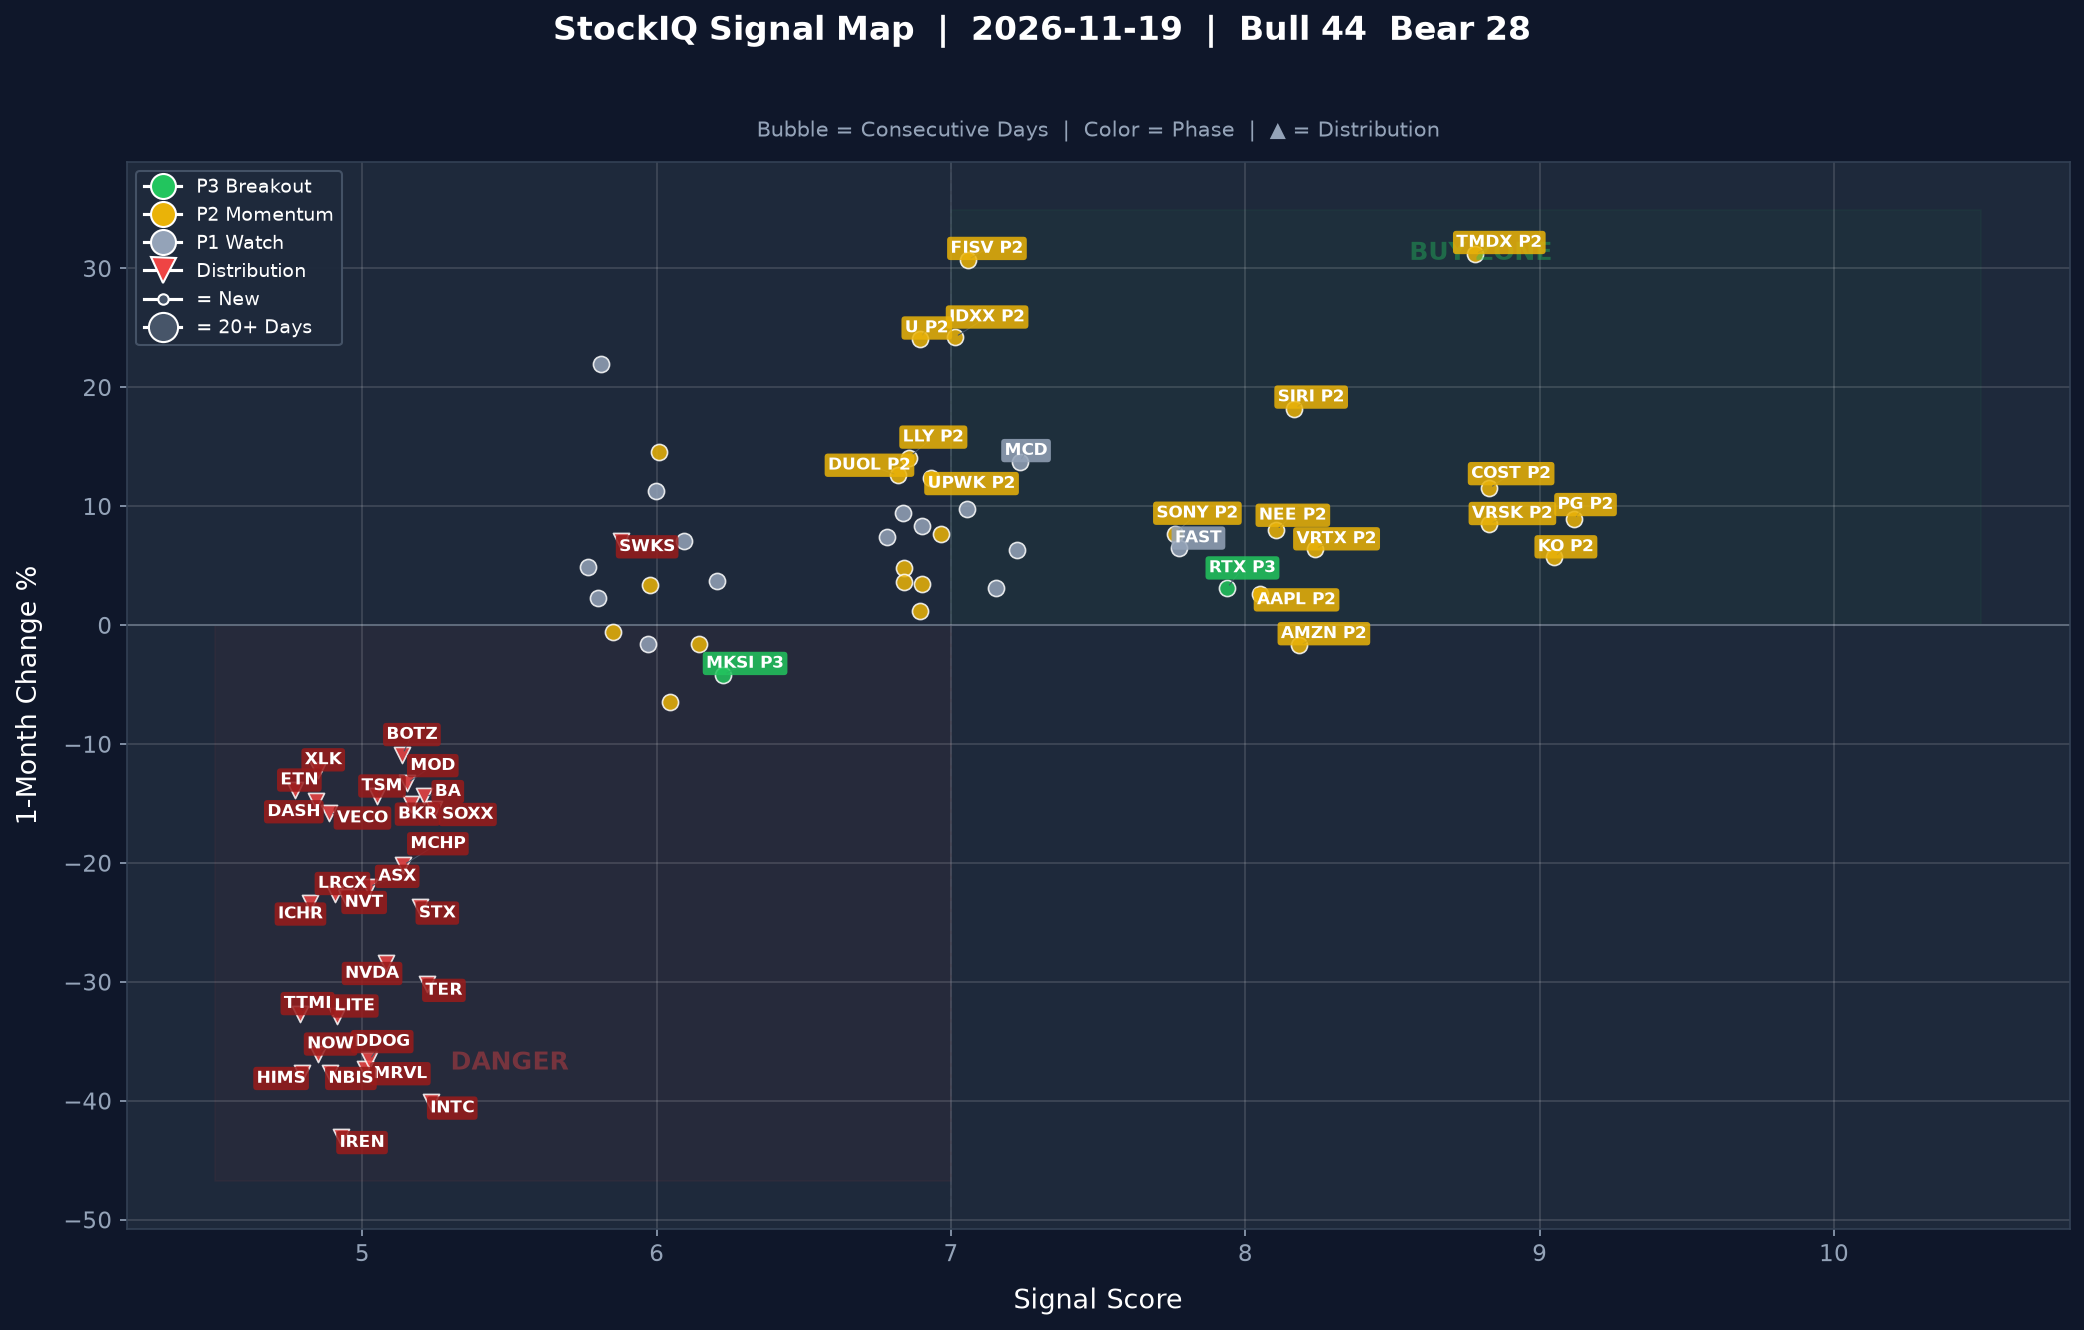 StockIQ Signal Map | 2026-11-19 | Bull 44 Bear 28
Bubble = Consecutive Days | Color = Phase | ▲ = Distribution
P3 Breakout
P2 Momentum
P1 Watch
Distribution
= New
= 20+ Days
FISV P2
TMDX P2
IDXX P2
U P2
SIRI P2
LLY P2
MCD
DUOL P2
COST P2
UPWK P2
PG P2
SONY P2
NEE P2
VRSK P2
FAST
VRTX P2
SWKS
KO P2
RTX P3
AAPL P2
AMZN P2
MKSI P3
BOTZ
XLK
MOD
ETN
TSM
BA
DASH
VECO
BKR
SOXX
MCHP
ASX
LRCX
NVT
ICHR
STX
NVDA
TER
TTMI
LITE
NOW
DDOG
DANGER
HIMS
NBIS
MRVL
INTC
IREN
30
20
10
0
−10
−20
−30
−40
−50
1-Month Change %
5
6
7
8
9
10
Signal Score